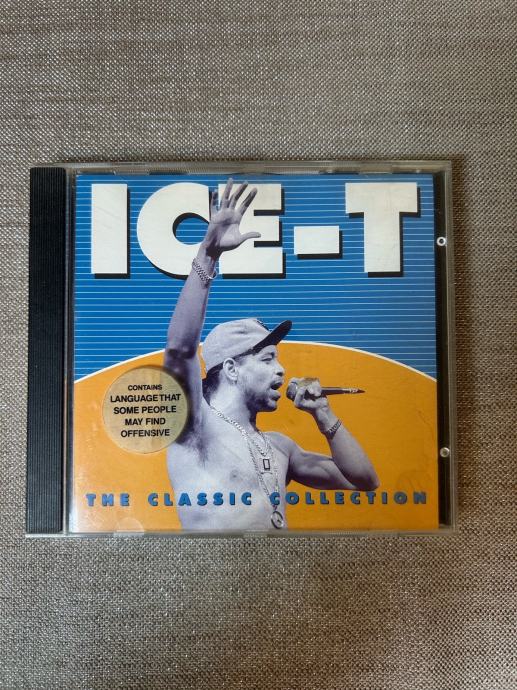 ICE-T
CONTAINS
LANGUAGE THAT
SOME PEOPLE
MAY FIND
OFFENSIVE
THE CLASSIC COLLECTION